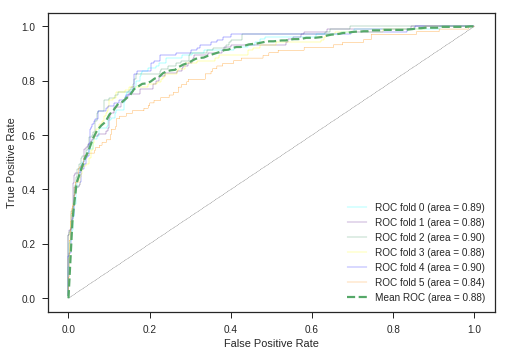 1.0
0.8
0.6
0.4
0.2
0.0
True Positive Rate
ROC fold 0 (area = 0.89)
ROC fold 1 (area = 0.88)
ROC fold 2 (area = 0.90)
ROC fold 3 (area = 0.88)
ROC fold 4 (area = 0.90)
ROC fold 5 (area = 0.84)
Mean ROC (area = 0.88)
0.0 0.2 0.4 0.6 0.8 1.0
False Positive Rate